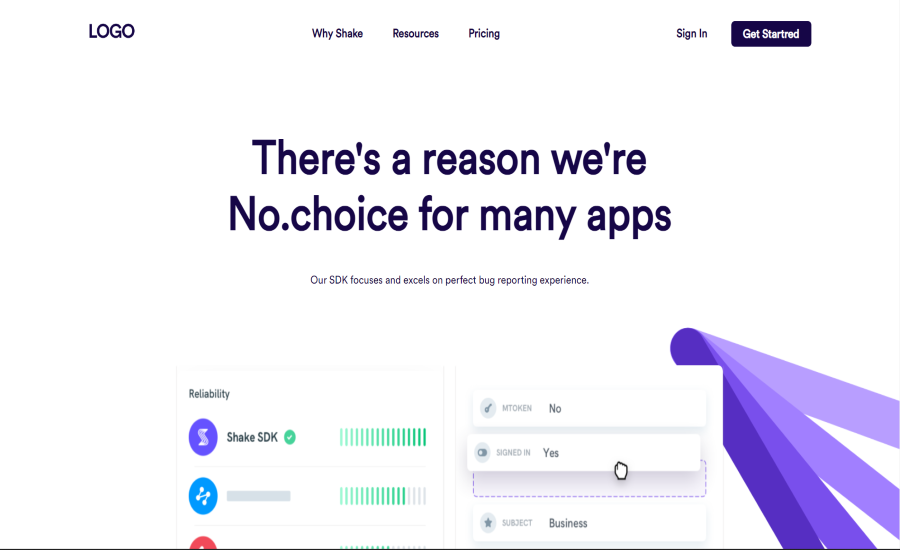 LOGO
Why Shake
Resources
Pricing
Sign In
Get Startred
There's a reason we're
No.choice for many apps
Our SDK focuses and excels on perfect bug reporting experience.
Reliability
Shake SDK
MTOKEN No
SIGNED IN Yes
SUBJECT Business